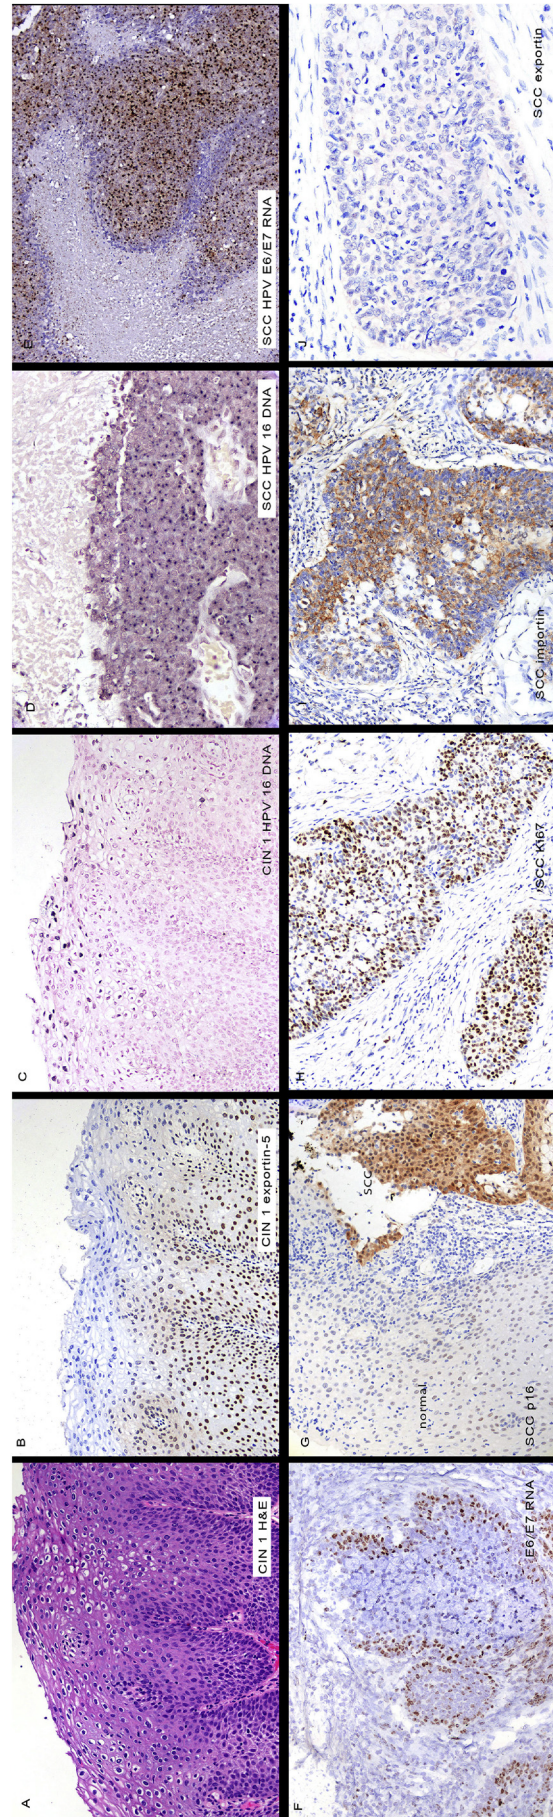 A
CIN 1 H&E
B
CIN 1 exportin-5
C
CIN 1 HPV 16 DNA
D
SCC HPV 16 DNA
E
SCC HPV E6/E7 RNA
F
E6/E7 RNA
G
normal
SCC
SCC p16
H
SCC Ki67
I
SCC importin
J
SCC exportin